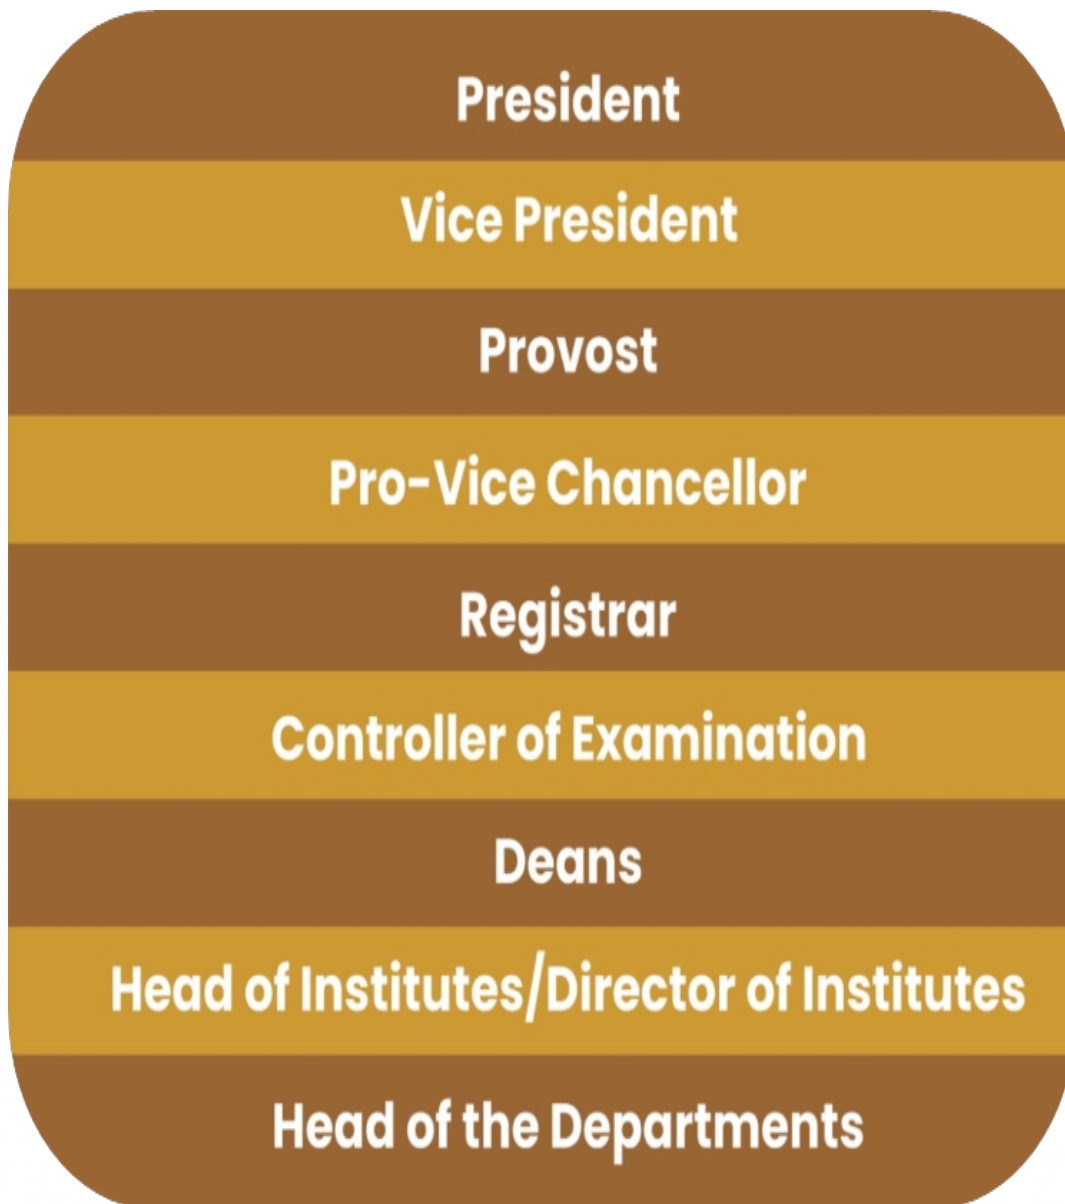 President
Vice President
Provost
Pro-Vice Chancellor
Registrar
Controller of Examination
Deans
Head of Institutes/Director of Institutes
Head of the Departments